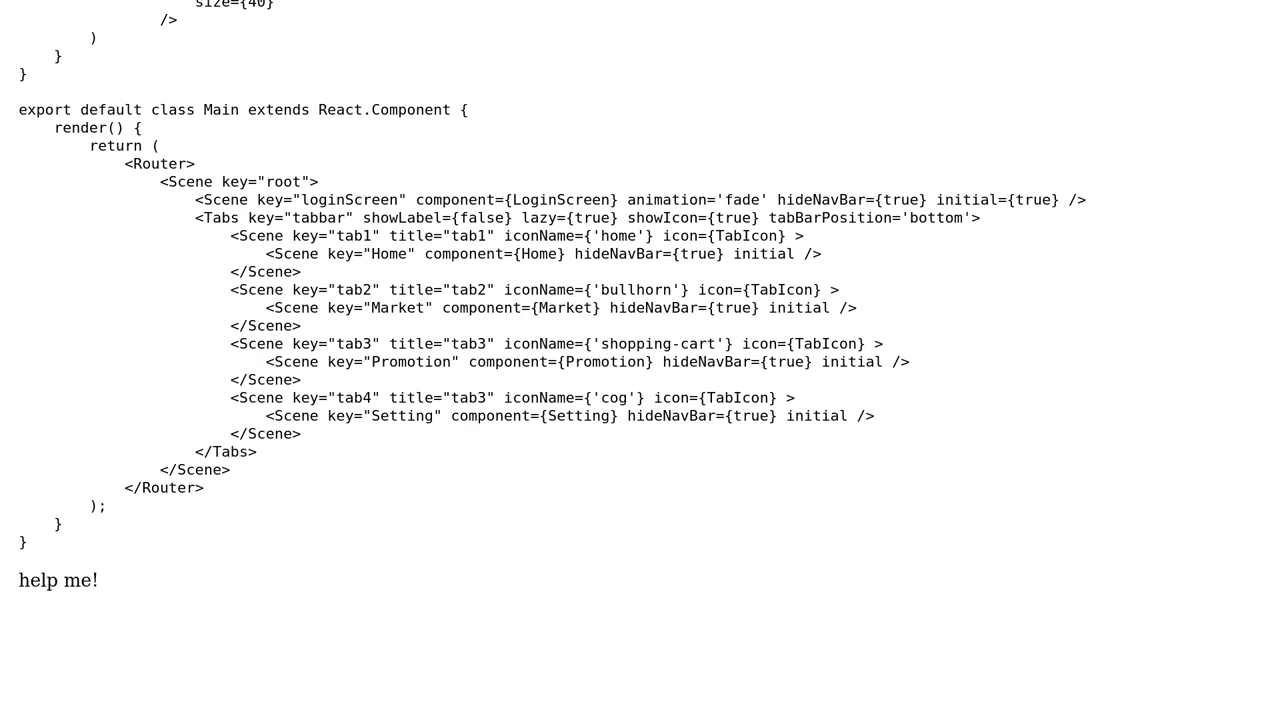 size={40}
/>
)
}
}
export default class Main extends React.Component {
render() {
return (
<Router>
<Scene key="root">
<Scene key="loginScreen" component={LoginScreen} animation='fade' hideNavBar={true} initial={true} />
<Tabs key="tabbar" showLabel={false} lazy={true} showIcon={true} tabBarPosition='bottom'>
<Scene key="tab1" title="tab1" iconName={'home'} icon={TabIcon} >
<Scene key="Home" component={Home} hideNavBar={true} initial />
</Scene>
<Scene key="tab2" title="tab2" iconName={'bullhorn'} icon={TabIcon} >
<Scene key="Market" component={Market} hideNavBar={true} initial />
</Scene>
<Scene key="tab3" title="tab3" iconName={'shopping-cart'} icon={TabIcon} >
<Scene key="Promotion" component={Promotion} hideNavBar={true} initial />
</Scene>
<Scene key="tab4" title="tab3" iconName={'cog'} icon={TabIcon} >
<Scene key="Setting" component={Setting} hideNavBar={true} initial />
</Scene>
</Tabs>
</Scene>
</Router>
);
}
}
help me!